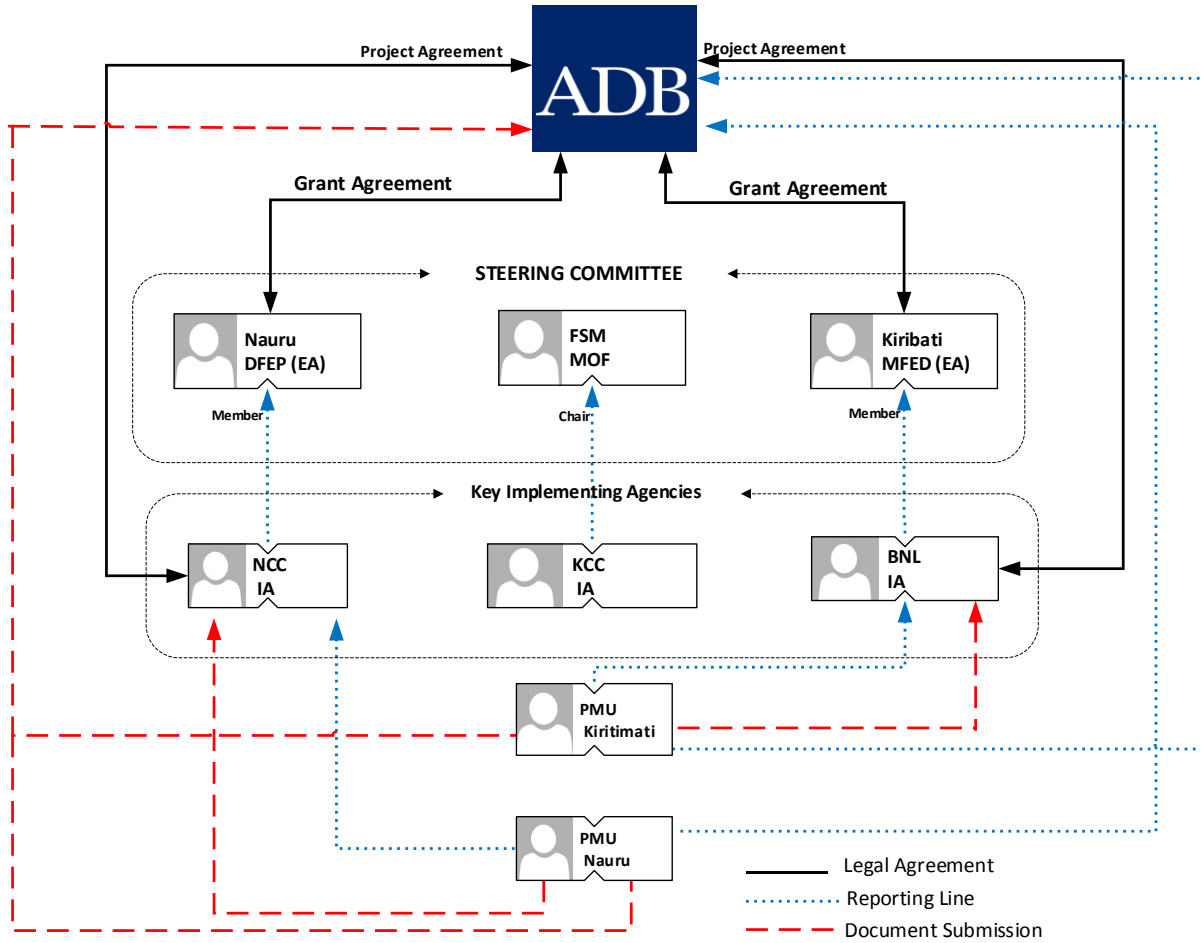 Project Agreement
Project Agreement
ADB
Grant Agreement
Grant Agreement
STEERING COMMITTEE
Nauru
DFEP (EA)
FSM
MOF
Kiribati
MFED (EA)
Member
Chair
Member
Key Implementing Agencies
NCC
IA
KCC
IA
BNL
IA
PMU
Kiritimati
PMU
Nauru
Legal Agreement
Reporting Line
Document Submission